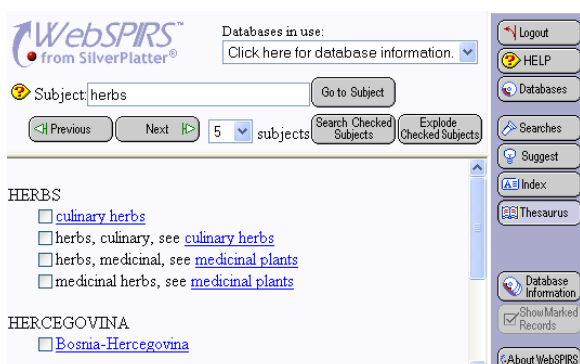 WebSPIRS™
from SilverPlatter®
Databases in use:
Click here for database information.
Subject: herbs
Go to Subject
Previous
Next
5
subjects
Search Checked
Subjects
Explode
Checked Subjects
HERBS
culinary herbs
herbs, culinary, see culinary herbs
herbs, medicinal, see medicinal plants
medicinal herbs, see medicinal plants
HERCEGOVINA
Bosnia-Hercegovina
Logout
HELP
Databases
Searches
Suggest
Index
Thesaurus
Database
Information
Show Marked
Records
About WebSPIRS